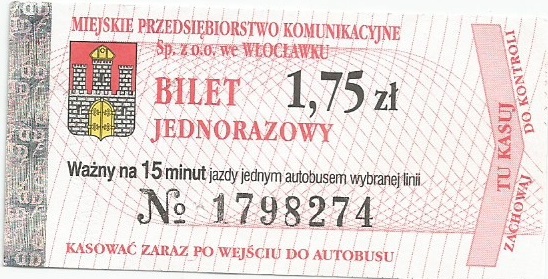 MIEJSKIE PRZEDSIĘBIORSTWO KOMUNIKACYJNE
Sp. z o.o. we WŁOCŁAWKU
BILET 1,75 zł
JEDNORAZOWY
Ważny na 15 minut jazdy jednym autobusem wybranej linii
№ 1798274
KASOWAĆ ZARAZ PO WEJŚCIU DO AUTOBUSU
TU KASUJ
ZACHOWAJ DO KONTROLI